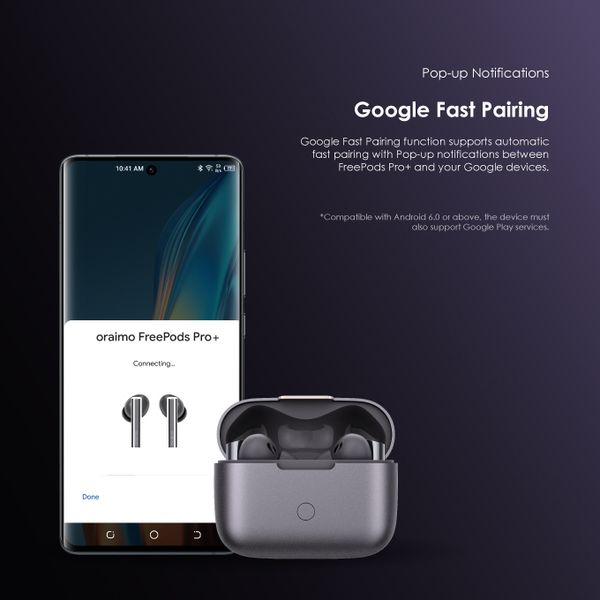 Pop-up Notifications
Google Fast Pairing
Google Fast Pairing function supports automatic
fast pairing with Pop-up notifications between
FreePods Pro+ and your Google devices.
*Compatible with Android 6.0 or above, the device must
also support Google Play services.
10:41 AM
oraimo FreePods Pro+
Connecting...
Done